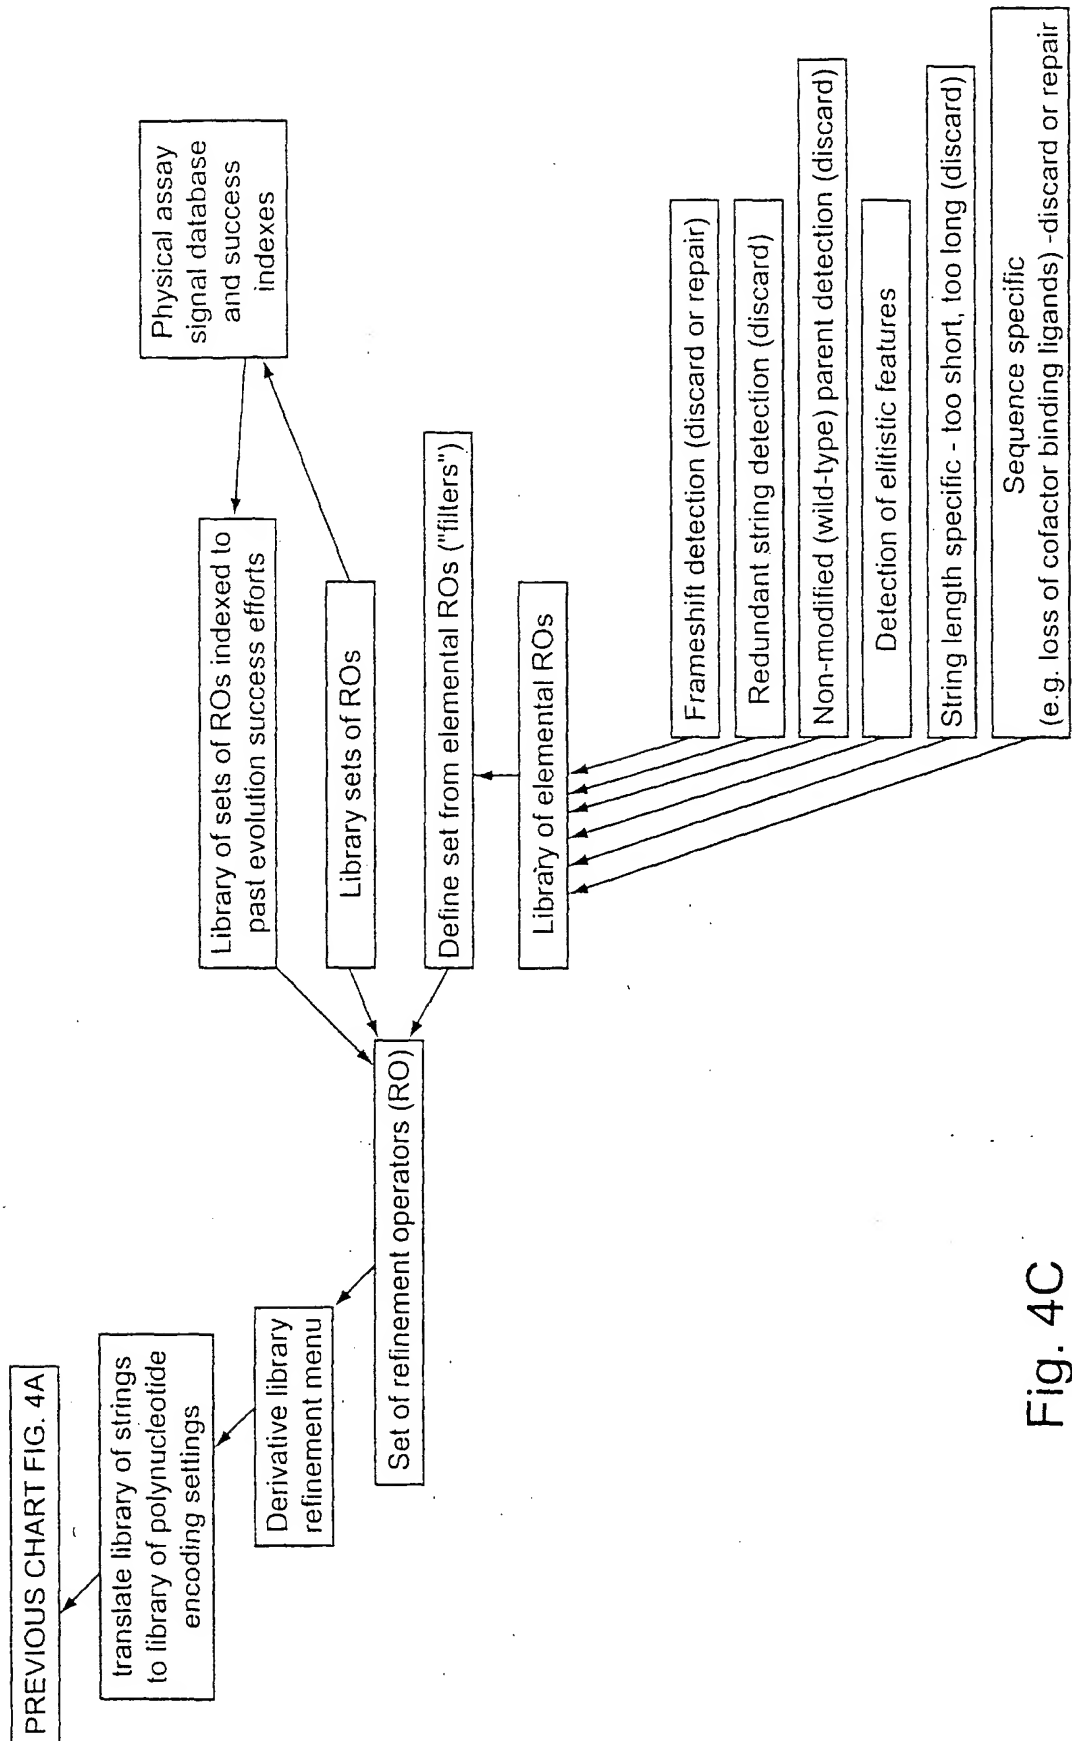 PREVIOUS CHART FIG. 4A
translate library of strings
to library of polynucleotide
encoding settings
Derivative library
refinement menu
Set of refinement operators (RO)
Library of sets of ROs indexed to
past evolution success efforts
Physical assay
signal database
and success
indexes
Library sets of ROs
Define set from elemental ROs ("filters")
Library of elemental ROs
Frameshift detection (discard or repair)
Redundant string detection (discard)
Non-modified (wild-type) parent detection (discard)
Detection of elitistic features
String length specific - too short, too long (discard)
Sequence specific
(e.g. loss of cofactor binding ligands) -discard or repair
Fig. 4C